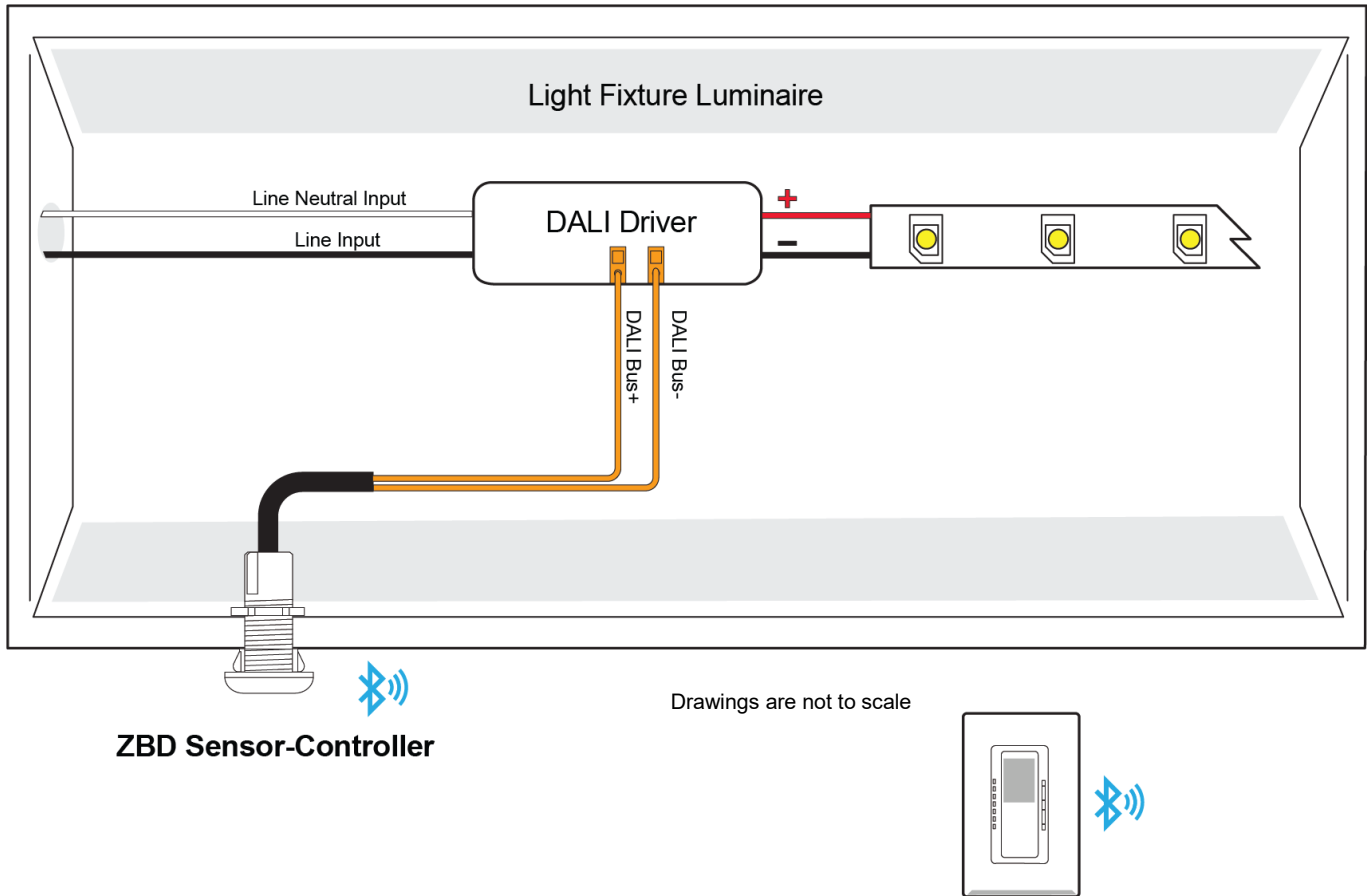 Light Fixture Luminaire
Line Neutral Input
Line Input
DALI Driver
+
–
DALI Bus+
DALI Bus-
Drawings are not to scale
ZBD Sensor-Controller